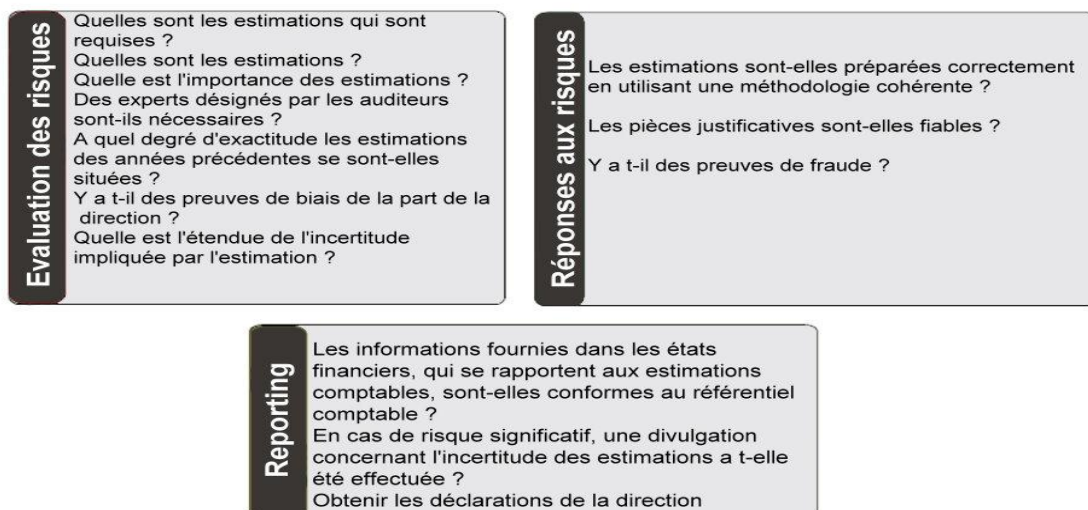 Evaluation des risques
Quelles sont les estimations qui sont
requises ?
Quelles sont les estimations ?
Quelle est l'importance des estimations ?
Des experts désignés par les auditeurs
sont-ils nécessaires ?
A quel degré d'exactitude les estimations
des années précédentes se sont-elles
situées ?
Y a t-il des preuves de biais de la part de la
direction ?
Quelle est l'étendue de l'incertitude
impliquée par l'estimation ?
Réponses aux risques
Les estimations sont-elles préparées correctement
en utilisant une méthodologie cohérente ?
Les pièces justificatives sont-elles fiables ?
Y a t-il des preuves de fraude ?
Reporting
Les informations fournies dans les états
financiers, qui se rapportent aux estimations
comptables, sont-elles conformes au référentiel
comptable ?
En cas de risque significatif, une divulgation
concernant l'incertitude des estimations a t-elle
été effectuée ?
Obtenir les déclarations de la direction